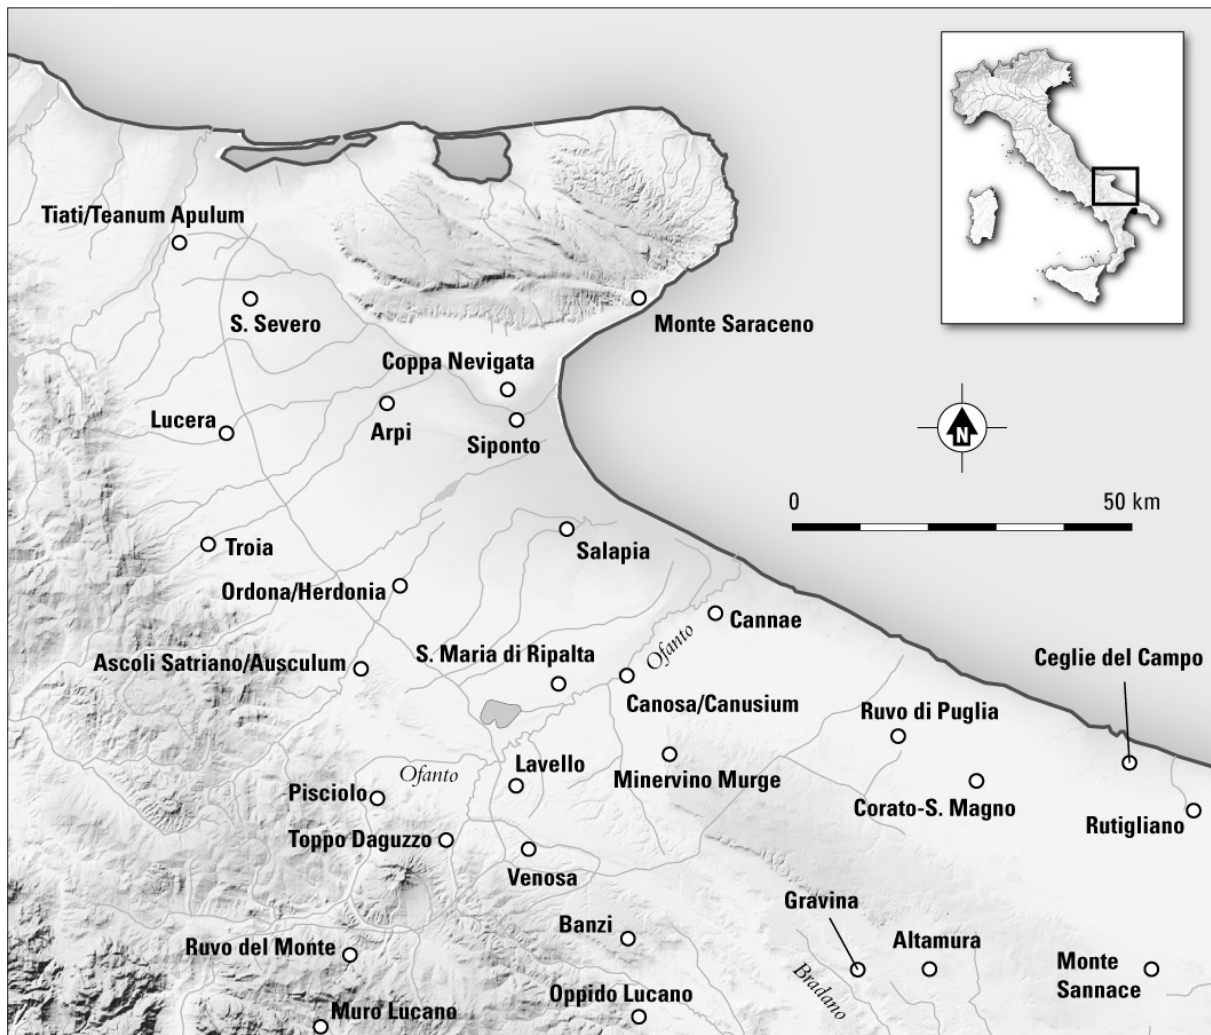 Tiati/Teanum Apulum
S. Severo
Monte Saraceno
Coppa Nevigata
Lucera
Arpi
Siponto
N
0 50 km
Troia
Salapia
Ordona/Herdonia
Cannae
Ofanto
S. Maria di Ripalta
Ascoli Satriano/Ausculum
Ceglie del Campo
Canosa/Canusium
Ruvo di Puglia
Lavello
Ofanto
Minervino Murge
Pisciolo
Corato-S. Magno
Rutigliano
Toppo Daguzzo
Venosa
Gravina
Banzi
Altamura
Ruvo del Monte
Monte
Sannace
Bradano
Oppido Lucano
Muro Lucano